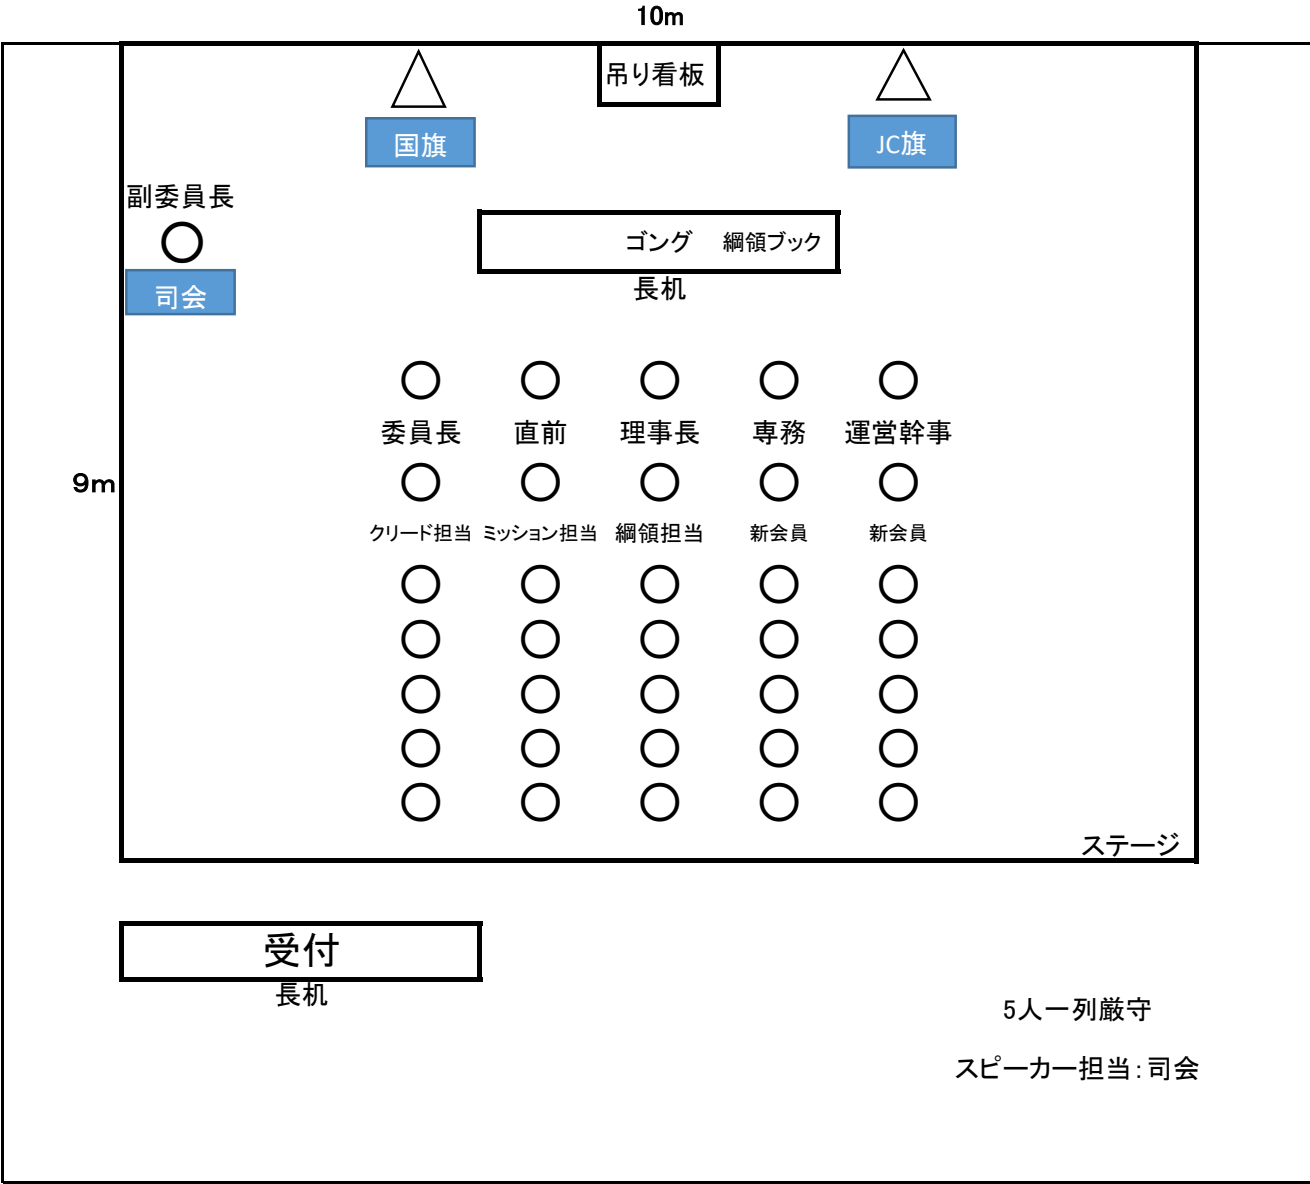 10m
吊り看板
国旗
JC旗
副委員長
司会
ゴング 綱領ブック
長机
委員長 直前 理事長 専務 運営幹事
9m
クリード担当 ミッション担当 綱領担当 新会員 新会員
ステージ
受付
長机
5人一列厳守
スピーカー担当：司会